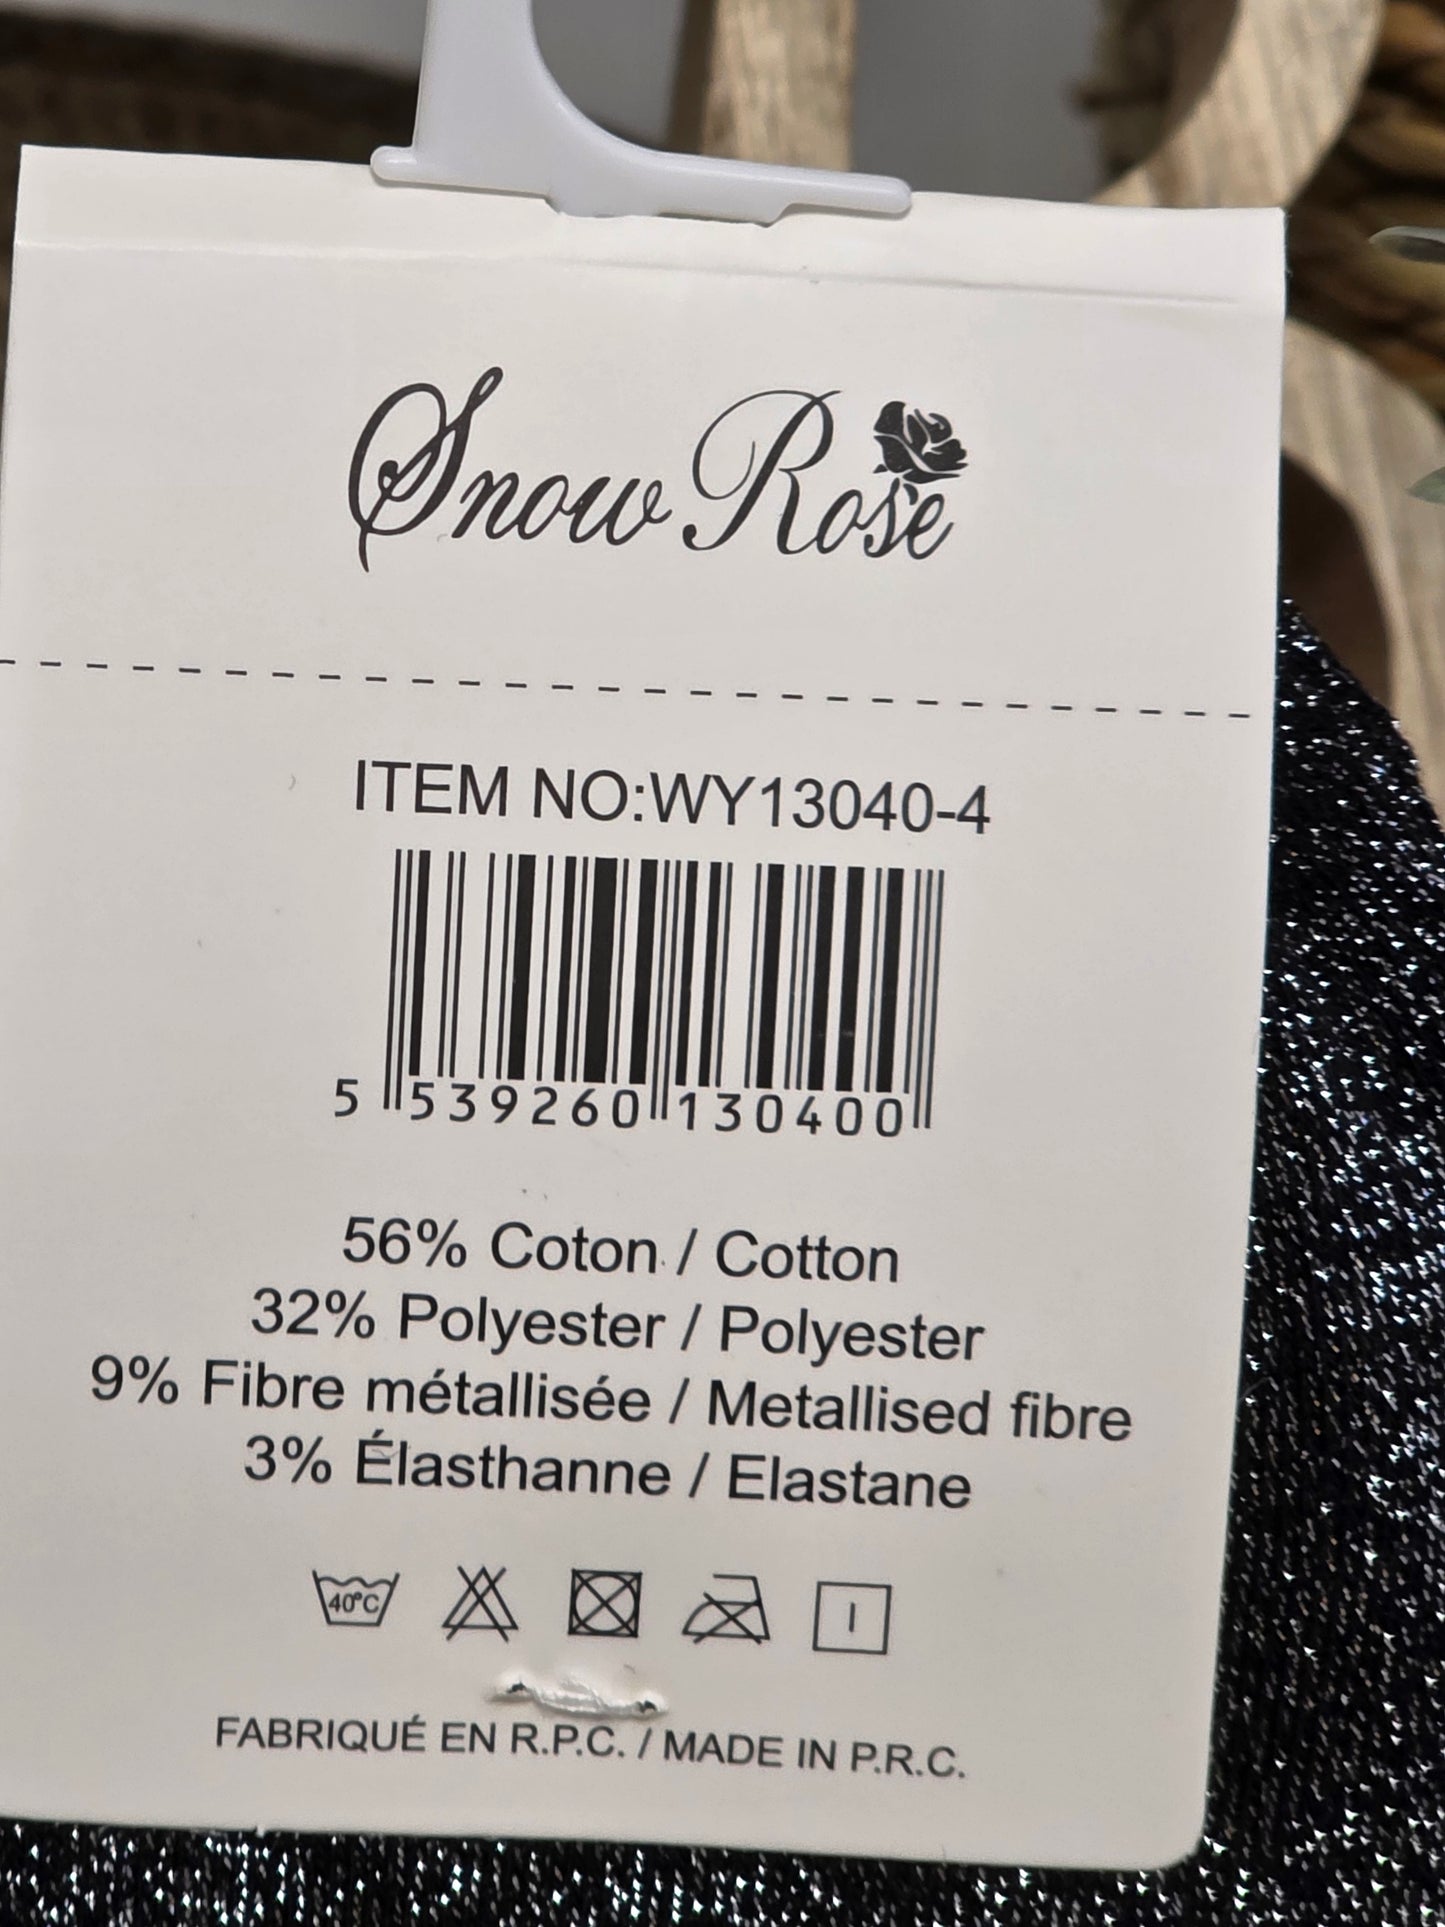 Snow Rose
ITEM NO:WY13040-4
5 539260 130400
56% Coton / Cotton
32% Polyester / Polyester
9% Fibre métallisée / Metallised fibre
3% Élasthanne / Elastane
40°C
FABRIQUÉ EN R.P.C. / MADE IN P.R.C.